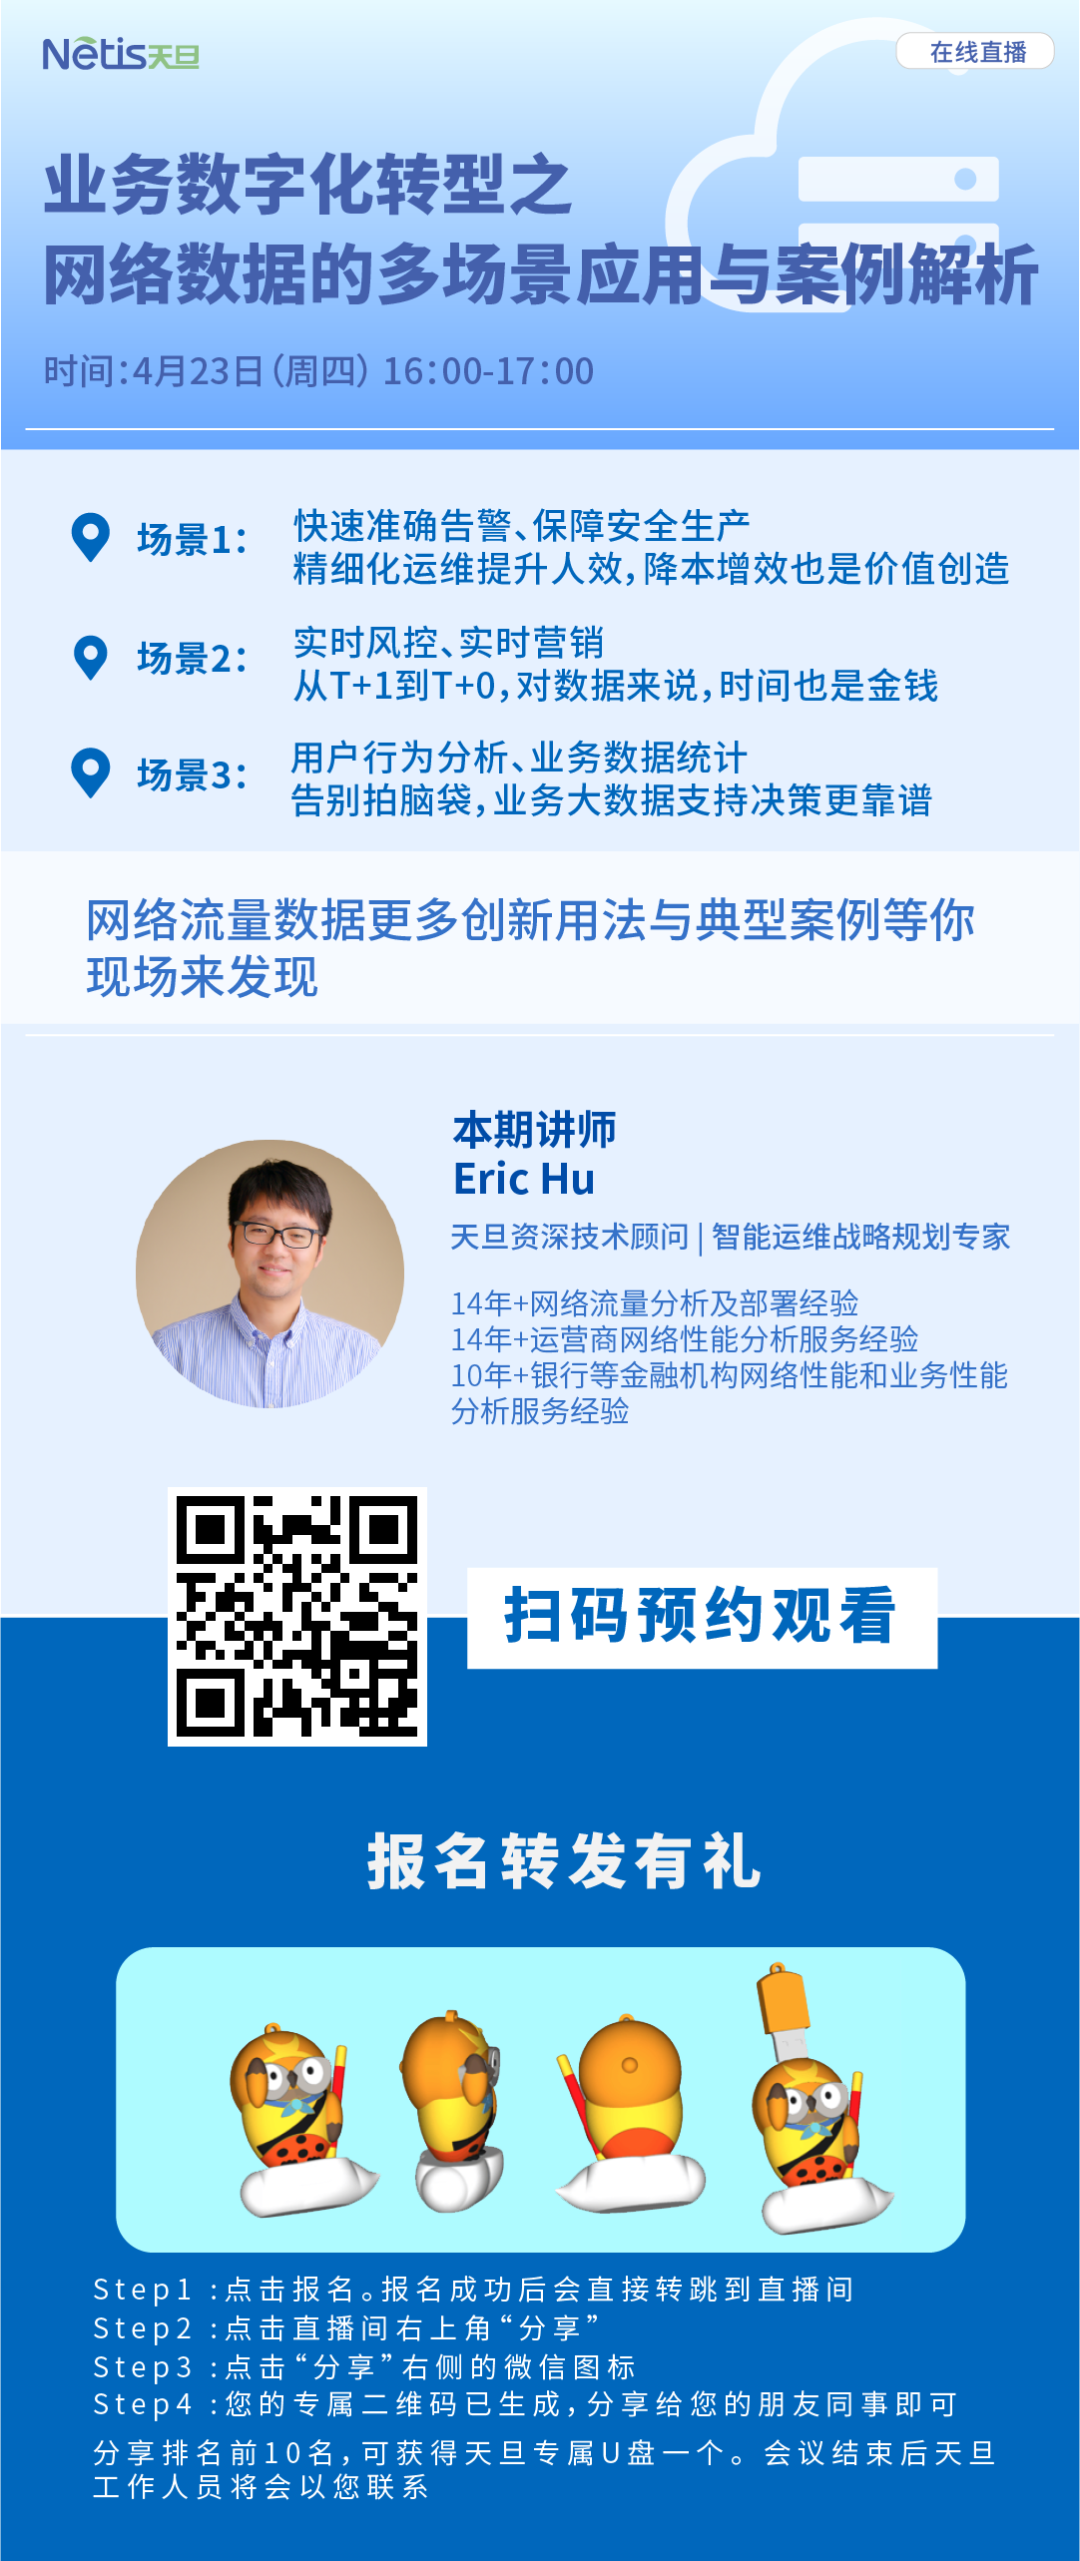 Netis天旦
在线直播
业务数字化转型之
网络数据的多场景应用与案例解析
时间:4月23日(周四) 16:00-17:00
场景1:
快速准确告警、保障安全生产
精细化运维提升人效,降本增效也是价值创造
场景2:
实时风控、实时营销
从T+1到T+0,对数据来说,时间也是金钱
场景3:
用户行为分析、业务数据统计
告别拍脑袋,业务大数据支持决策更靠谱
网络流量数据更多创新用法与典型案例等你
现场来发现
本期讲师
Eric Hu
天旦资深技术顾问 | 智能运维战略规划专家
14年+网络流量分析及部署经验
14年+运营商网络性能分析服务经验
10年+银行等金融机构网络性能和业务性能
分析服务经验
扫码预约观看
报名转发有礼
Step1 :点击报名。报名成功后会直接转跳到直播间
Step2 :点击直播间右上角“分享”
Step3 :点击“分享”右侧的微信图标
Step4 :您的专属二维码已生成,分享给您的朋友同事即可
分享排名前10名,可获得天旦专属U盘一个。会议结束后天旦
工作人员将会以您联系